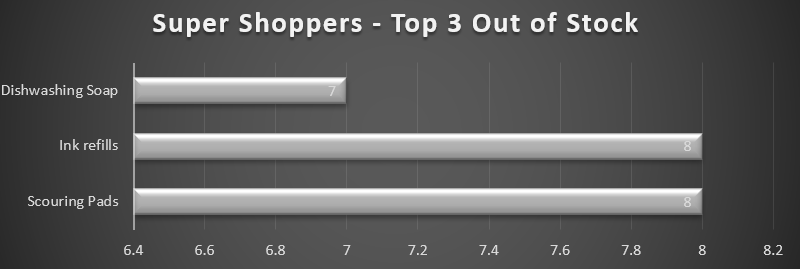 Super Shoppers - Top 3 Out of Stock
Dishwashing Soap 7
Ink refills 8
Scouring Pads 8
6.4 6.6 6.8 7 7.2 7.4 7.6 7.8 8 8.2